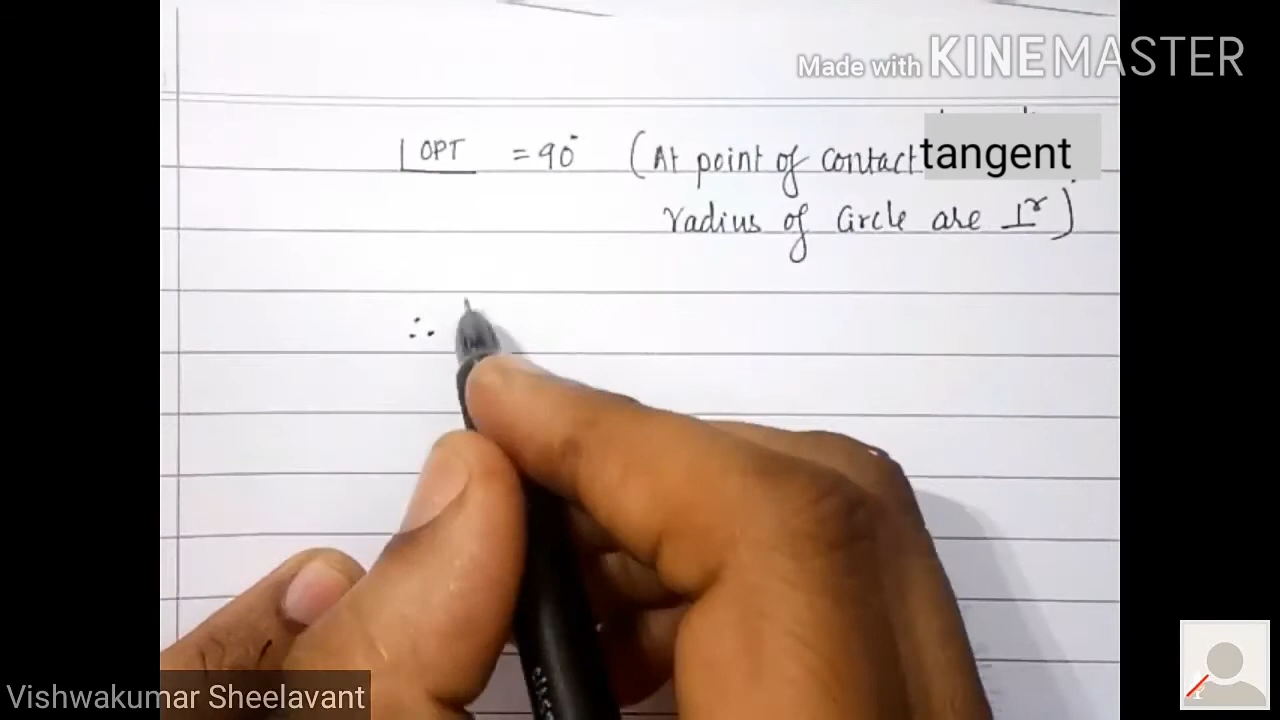 Made with KINEMASTER
∠OPT = 90° (At point of contact tangent
radius of Circle are ⊥r)
∴
Vishwakumar Sheelavant